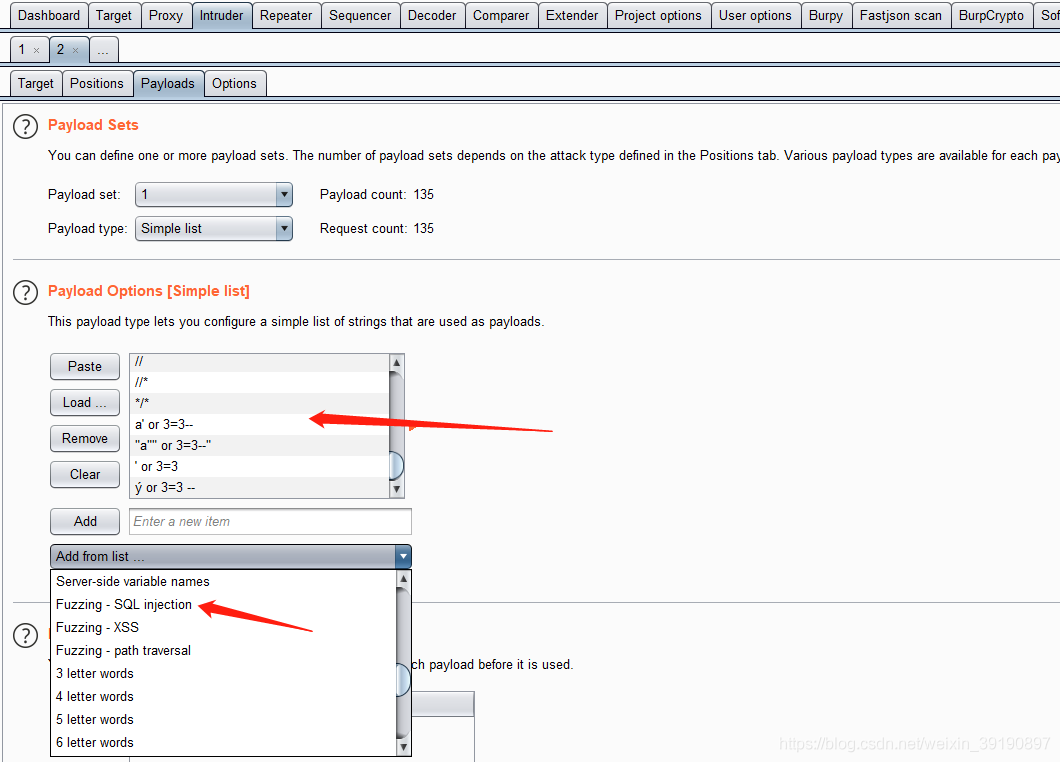 Dashboard Target Proxy Intruder Repeater Sequencer Decoder Comparer Extender Project options User options Burpy Fastjson scan BurpCrypto
1 × 2 × ...
Target Positions Payloads Options
? Payload Sets
You can define one or more payload sets. The number of payload sets depends on the attack type defined in the Positions tab. Various payload types are available for each
Payload set: 1 Payload count: 135
Payload type: Simple list Request count: 135
? Payload Options [Simple list]
This payload type lets you configure a simple list of strings that are used as payloads.
Paste
Load ...
Remove
Clear
//
//*
*/*
a' or 3=3--
"a"" or 3=3--"
' or 3=3
ý or 3=3 --
Add Enter a new item
Add from list ...
Server-side variable names
Fuzzing - SQL injection
Fuzzing - XSS
Fuzzing - path traversal
3 letter words
4 letter words
5 letter words
6 letter words
?
ch payload before it is used.
https://blog.csdn.net/weixin_39190897